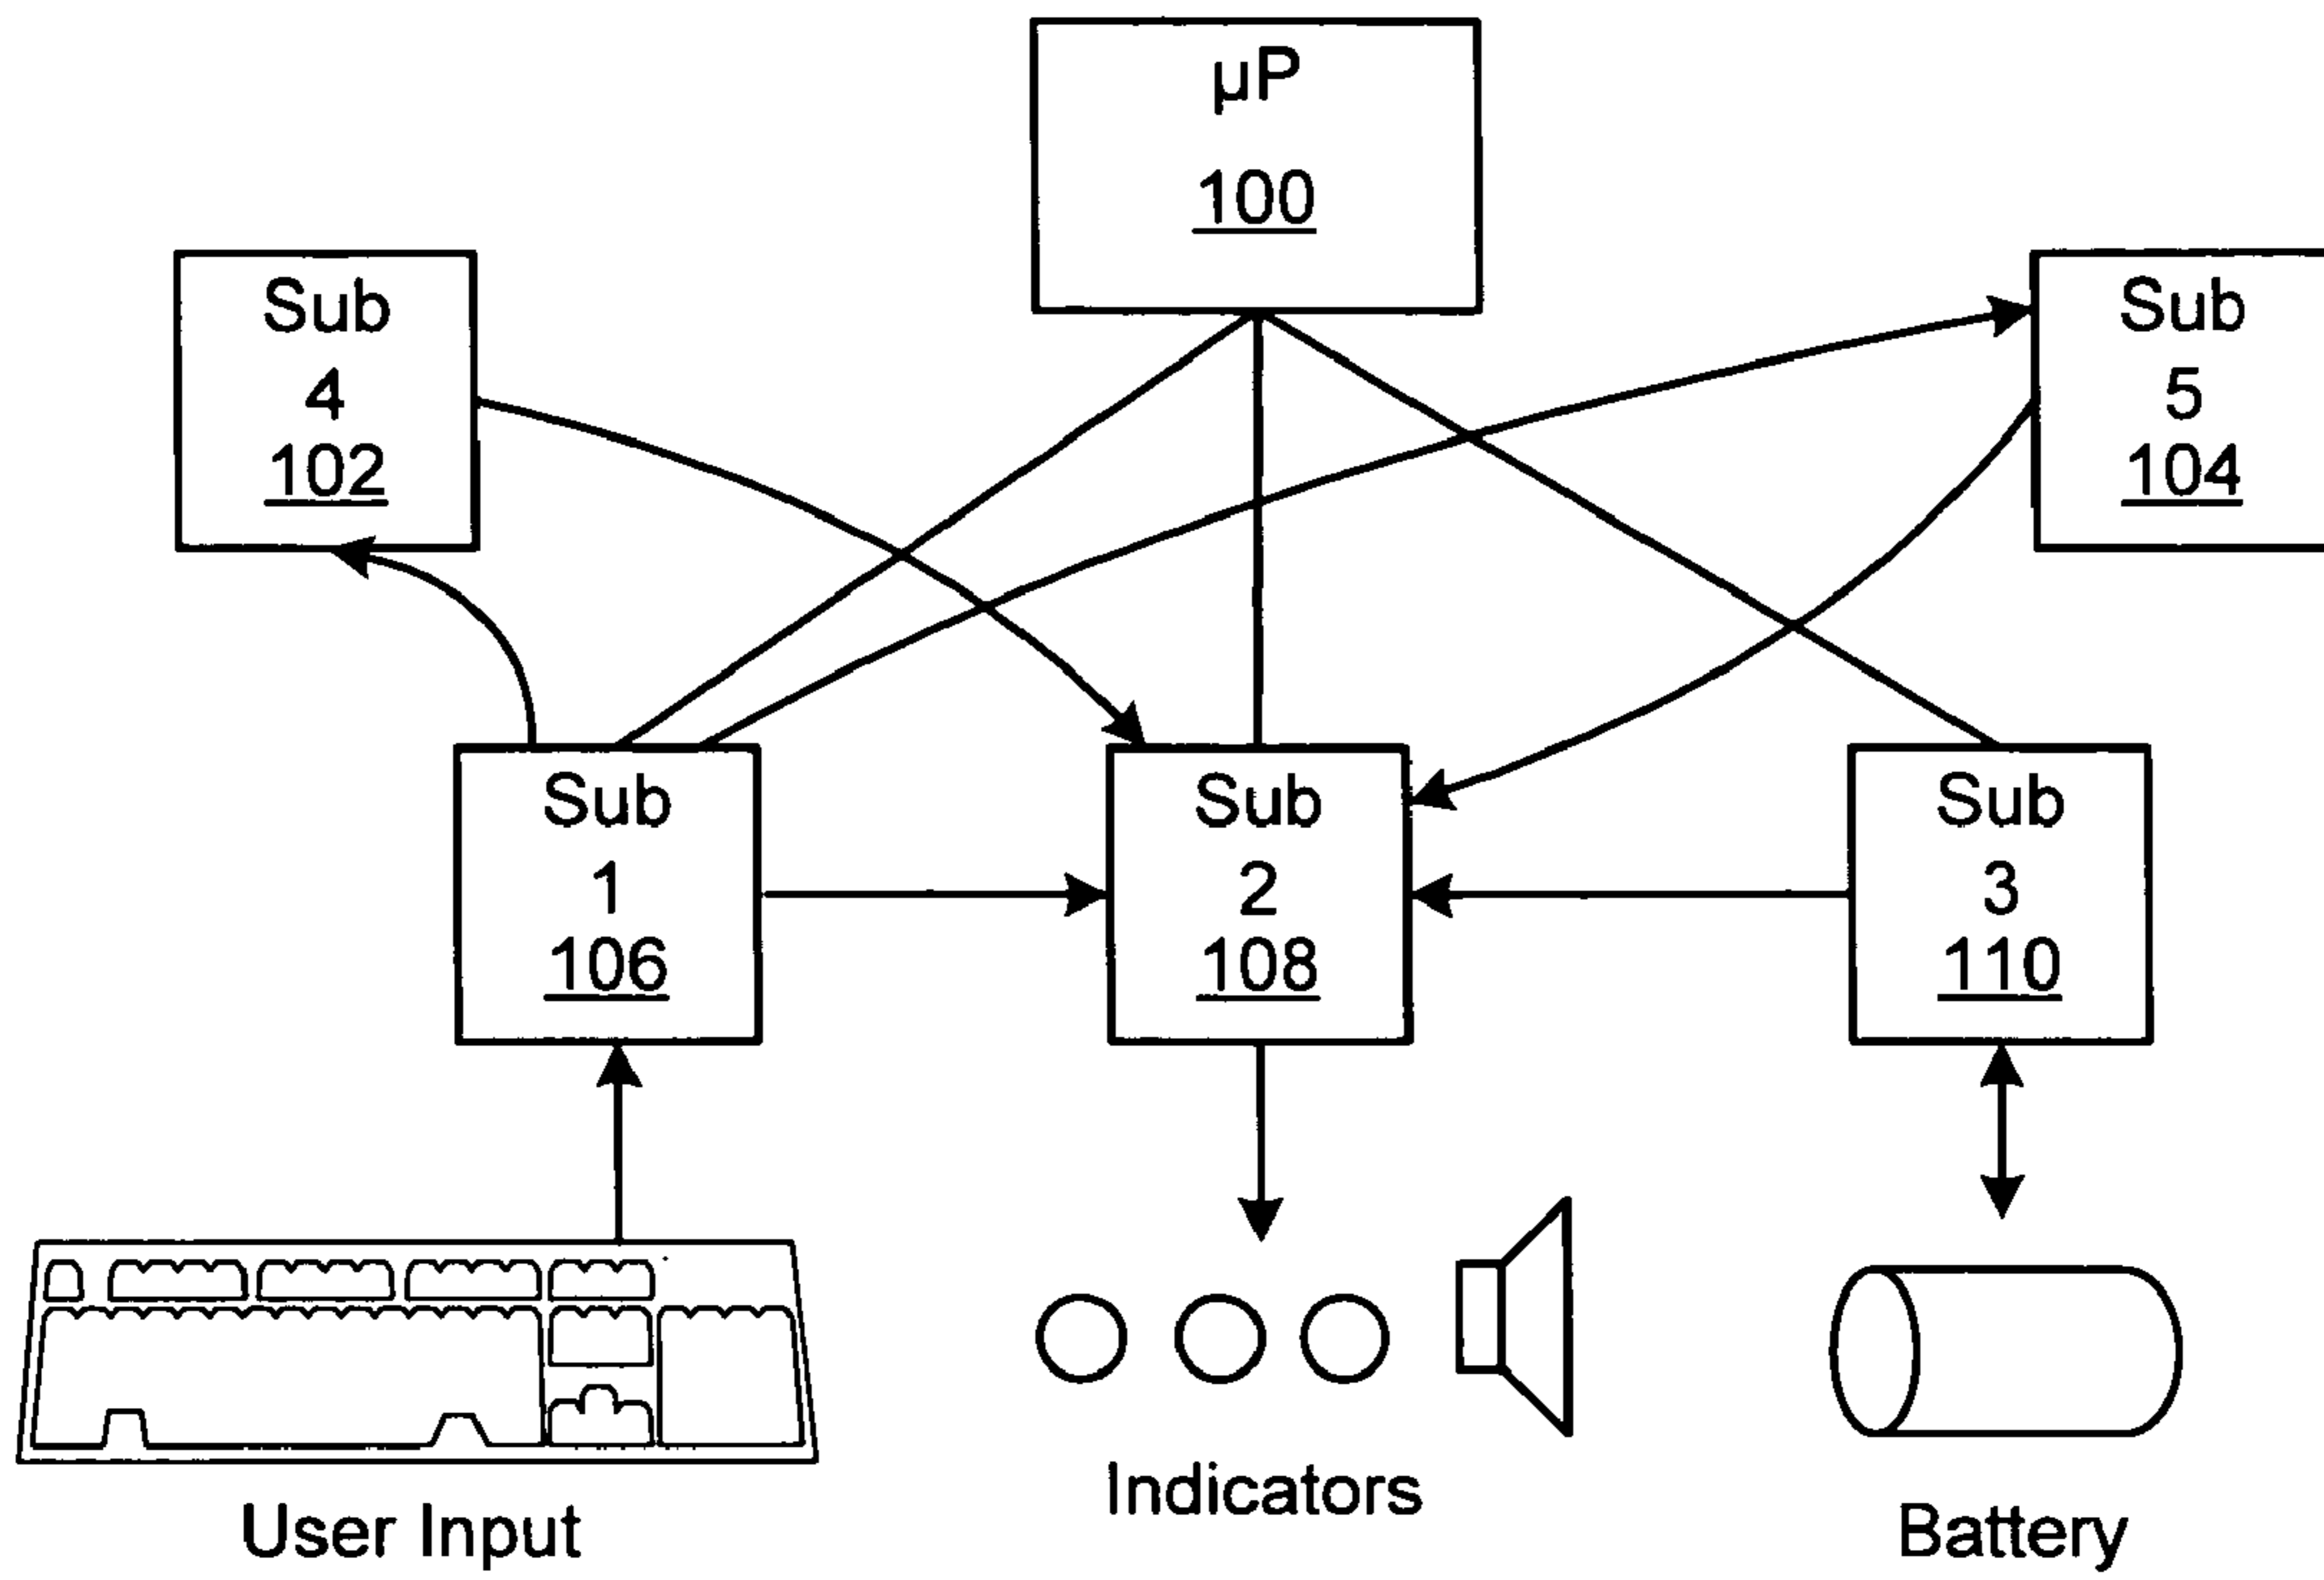 µP
100
Sub
4
102
Sub
5
104
Sub
1
106
Sub
2
108
Sub
3
110
User Input
Indicators
Battery